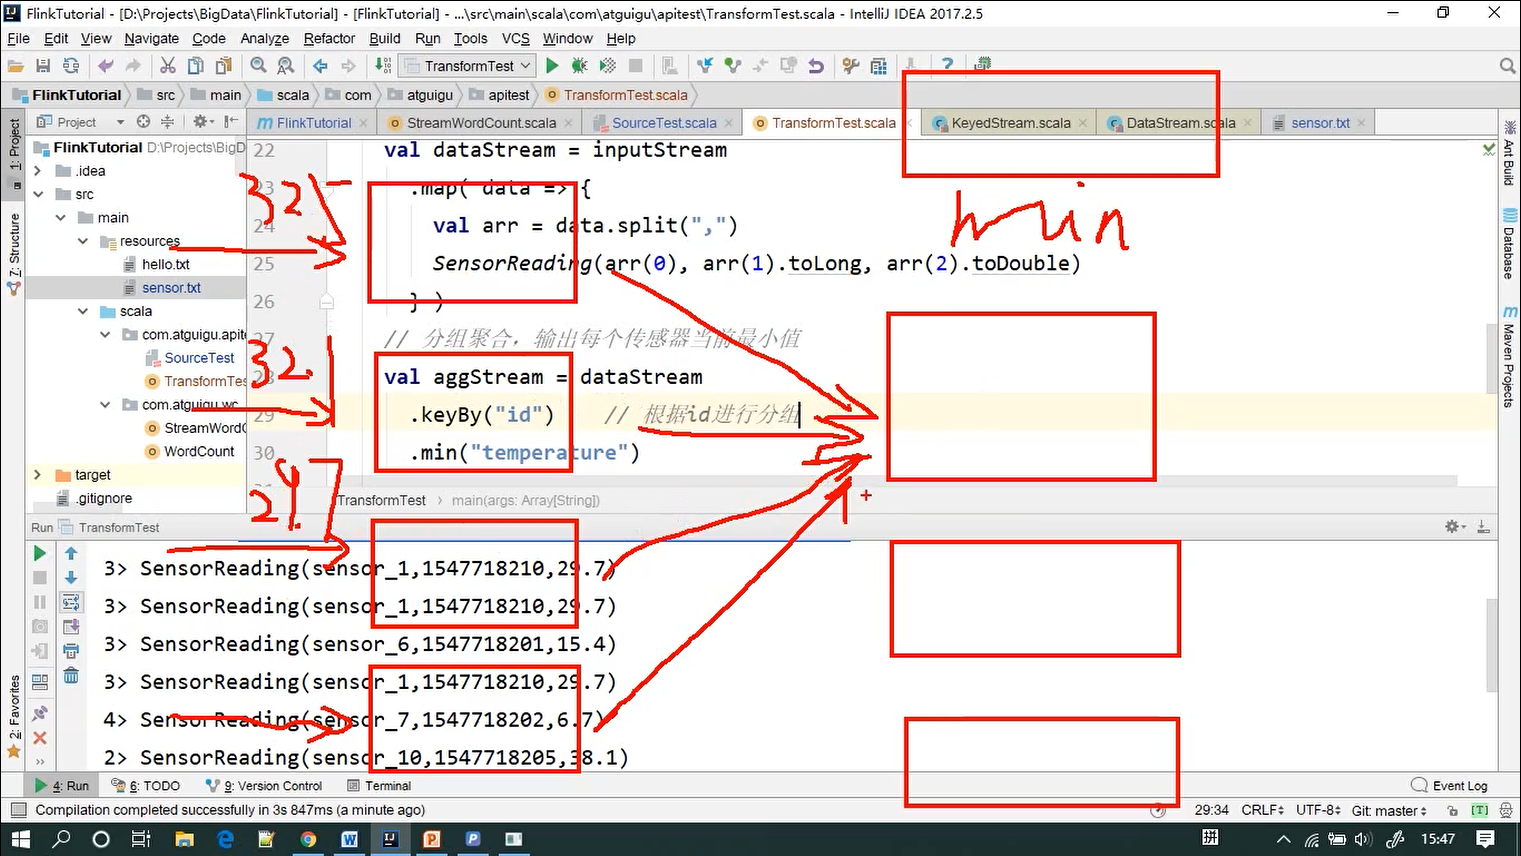 FlinkTutorial - [D:\Projects\BigData\FlinkTutorial] - [FlinkTutorial] - ...\src\main\scala\com\atguigu\apitest\TransformTest.scala - IntelliJ IDEA 2017.2.5
File Edit View Navigate Code Analyze Refactor Build Run Tools VCS Window Help
TransformTest
FlinkTutorial src main scala com atguigu apitest TransformTest.scala
Project
FlinkTutorial StreamWordCount.scala SourceTest.scala TransformTest.scala KeyedStream.scala DataStream.scala sensor.txt
1: Project
7: Structure
2: Favorites
FlinkTutorial D:\Projects\BigD
.idea
src
main
resources
hello.txt
sensor.txt
scala
com.atguigu.apite
SourceTest
TransformTes
com.atguigu.wc
StreamWordC
WordCount
target
.gitignore
22 val dataStream = inputStream
23 .map( data => {
24 val arr = data.split(",")
25 SensorReading(arr(0), arr(1).toLong, arr(2).toDouble)
26 } )
27 // 分组聚合，输出每个传感器当前最小值
28 val aggStream = dataStream
29 .keyBy("id") // 根据id进行分组
30 .min("temperature")
min
32.
32.
29.7
TransformTest main(args: Array[String])
Ant Build
Database
Maven Projects
Run TransformTest
3> SensorReading(sensor_1,1547718210,29.7)
3> SensorReading(sensor_1,1547718210,29.7)
3> SensorReading(sensor_6,1547718201,15.4)
3> SensorReading(sensor_1,1547718210,29.7)
4> SensorReading(sensor_7,1547718202,6.7)
2> SensorReading(sensor_10,1547718205,38.1)
4: Run 6: TODO 9: Version Control Terminal Event Log
Compilation completed successfully in 3s 847ms (a minute ago) 29:34 CRLF UTF-8 Git: master
拼 15:47